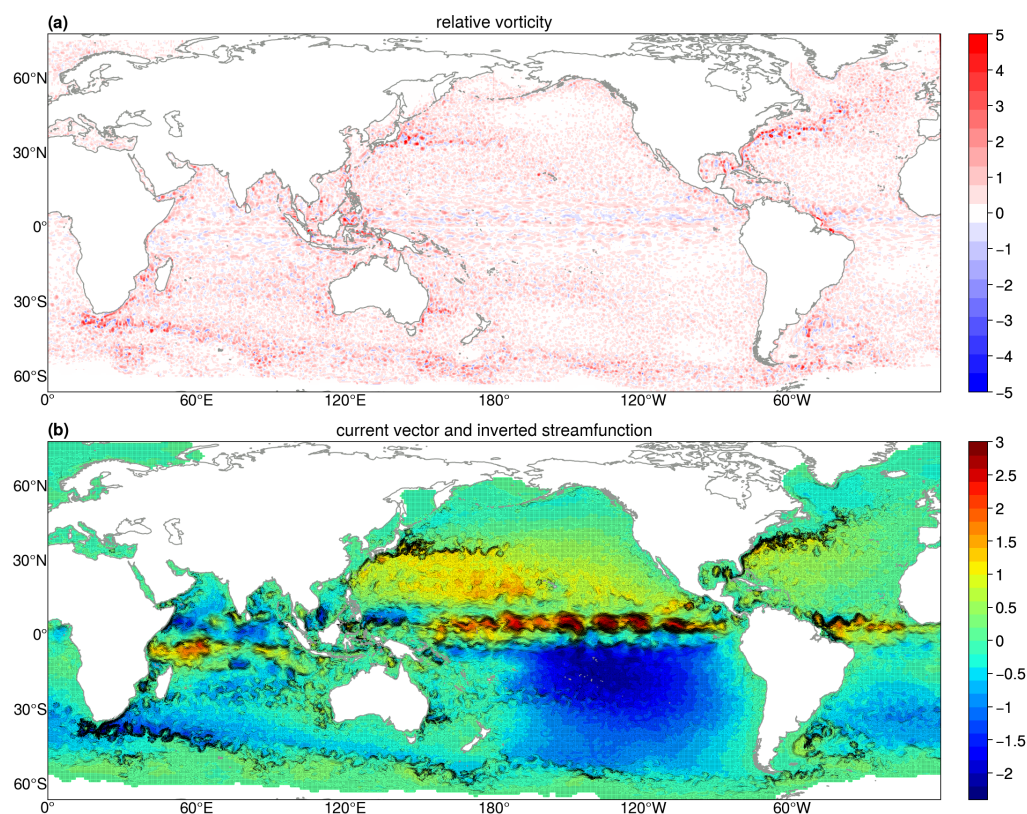 (a) relative vorticity
60°N
30°N
0°
30°S
60°S
0° 60°E 120°E 180 120°W 60°W
5
4
3
2
1
0
−1
−2
−3
−4
−5
(b) current vector and inverted streamfunction
60°N
30°N
0°
30°S
60°S
0° 60°E 120°E 180 120°W 60°W
3
2.5
2
1.5
1
0.5
0
−0.5
−1
−1.5
−2